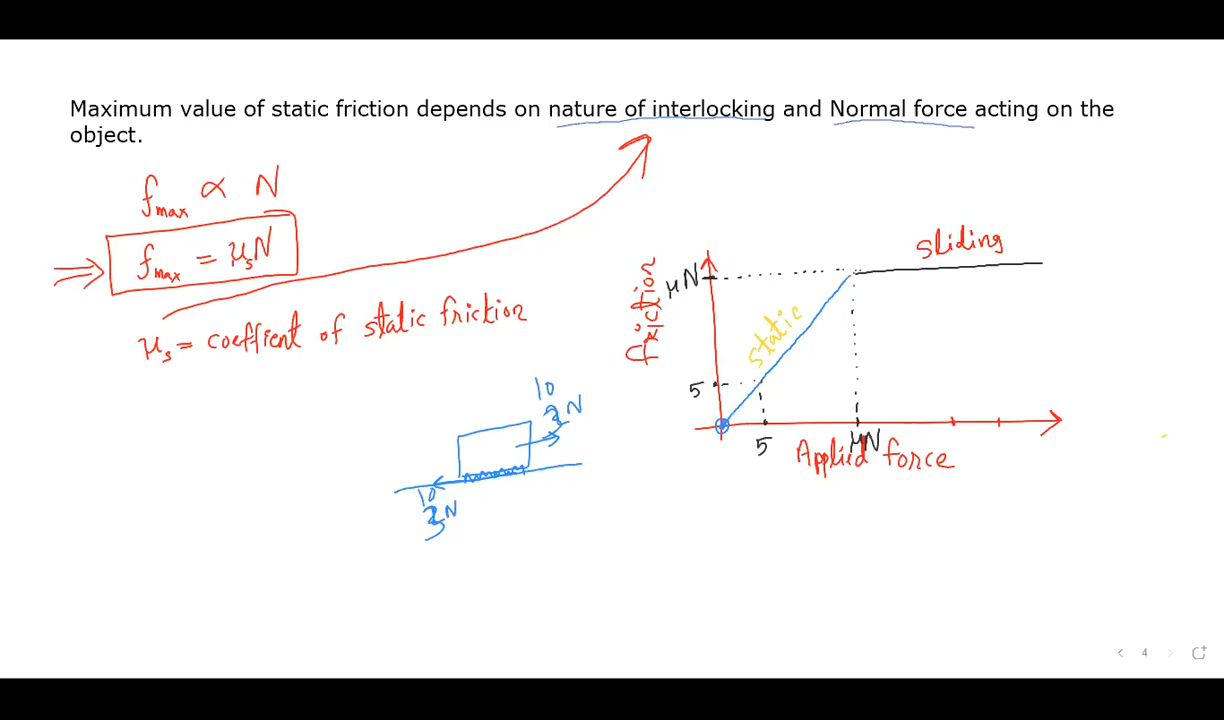 Maximum value of static friction depends on nature of interlocking and Normal force acting on the
object.
fmax ∝ N
fmax = μsN
μs = coeffient of static friction
friction
μN
sliding
static
5
5
μN
Applied force
10
N
10
N
4